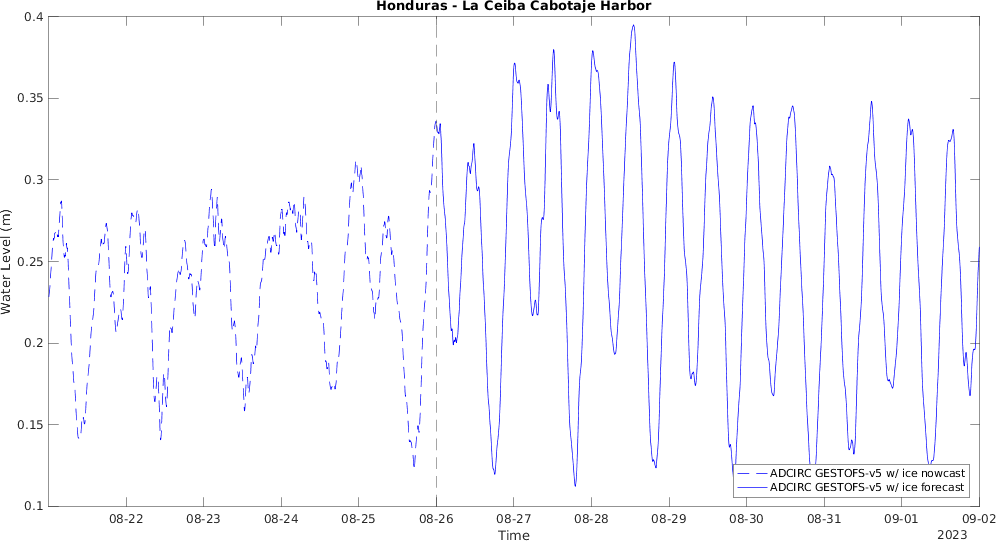 Honduras - La Ceiba Cabotaje Harbor
0.4
0.35
0.3
0.25
0.2
0.15
0.1
Water Level (m)
ADCIRC GESTOFS-v5 w/ ice nowcast
ADCIRC GESTOFS-v5 w/ ice forecast
08-22 08-23 08-24 08-25 08-26 08-27 08-28 08-29 08-30 08-31 09-01 09-02
Time
2023